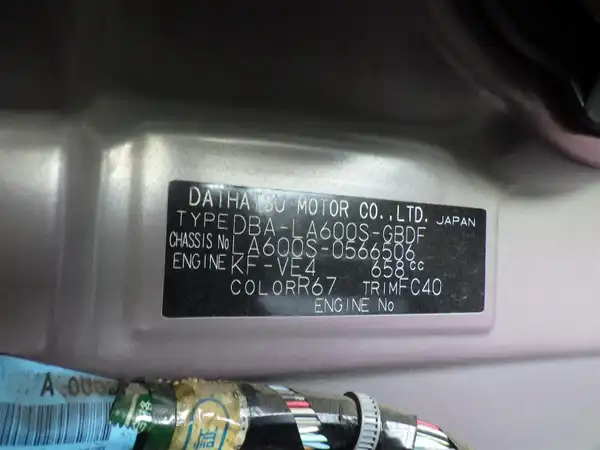 DAIHATSU MOTOR CO.,LTD. JAPAN
TYPE DBA-LA600S-GBDF
CHASSIS No LA600S-0566506
ENGINE KF-VE4 658cc
COLOR R67 TRIM FC40
ENGINE No
A